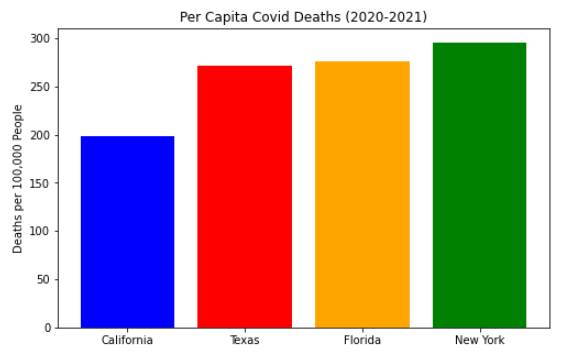 Per Capita Covid Deaths (2020-2021)
Deaths per 100,000 People
300
250
200
150
100
50
0
California Texas Florida New York